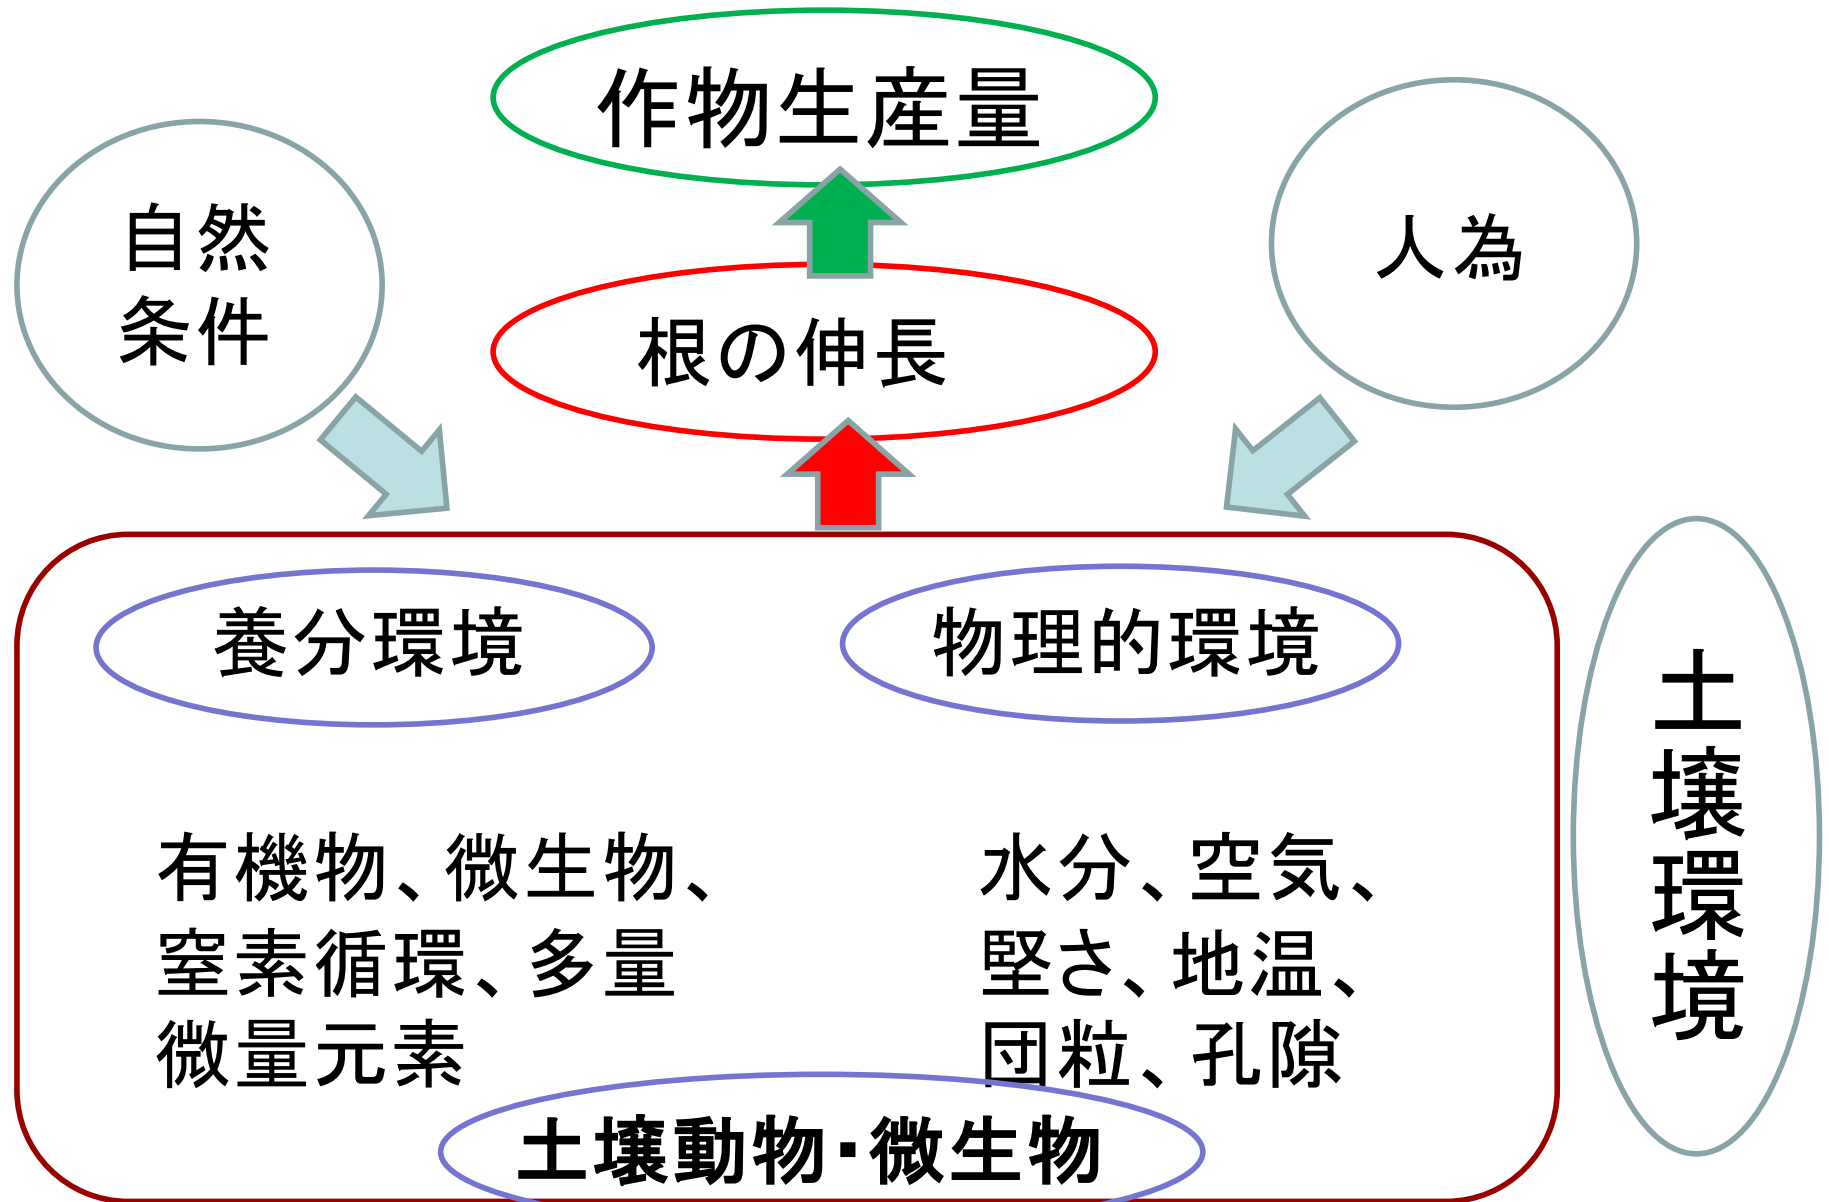 作物生産量
自然
条件
人為
根の伸長
養分環境
物理的環境
有機物、微生物、
窒素循環、多量
微量元素
水分、空気、
堅さ、地温、
団粒、孔隙
土壌動物・微生物
土壌環境